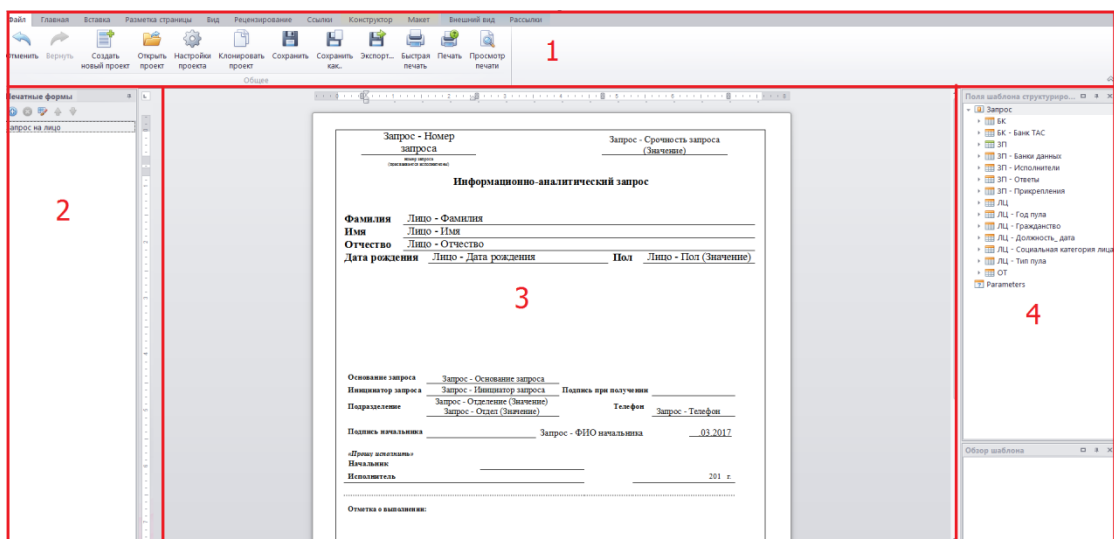 Файл Главная Вставка Разметка страницы Вид Рецензирование Ссылки Конструктор Макет Внешний вид Рассылки
Отменить Вернуть Создать новый проект Открыть проект Настройки проекта Клонировать проект Сохранить Сохранить как.. Экспорт... Быстрая печать Печать Просмотр печати
Общее
1
Печатные формы
Запрос на лицо
2
Запрос - Номер
запроса
Запрос - Срочность запроса
(Значение)
номер запроса
Информационно-аналитический запрос
Фамилия Лицо - Фамилия
Имя Лицо - Имя
Отчество Лицо - Отчество
Дата рождения Лицо - Дата рождения Пол Лицо - Пол (Значение)
3
Основание запроса Запрос - Основание запроса
Инициатор запроса Запрос - Инициатор запроса Подпись при получении
Подразделение Запрос - Отделение (Значение)
Запрос - Отдел (Значение) Телефон Запрос - Телефон
Подпись начальника Запрос - ФИО начальника .03.2017
«Прошу исполнить»
Начальник
Исполнитель 201 г.
Отметка о выполнении:
Поля шаблона структуриро...
Запрос
БК
БК - Банк ТАС
ЗП
ЗП - Банки данных
ЗП - Исполнители
ЗП - Ответы
ЗП - Прикрепления
ЛЦ
ЛЦ - Год пула
ЛЦ - Гражданство
ЛЦ - Должность_дата
ЛЦ - Социальная категория лица
ЛЦ - Тип пула
ОТ
Parameters
4
Обзор шаблона